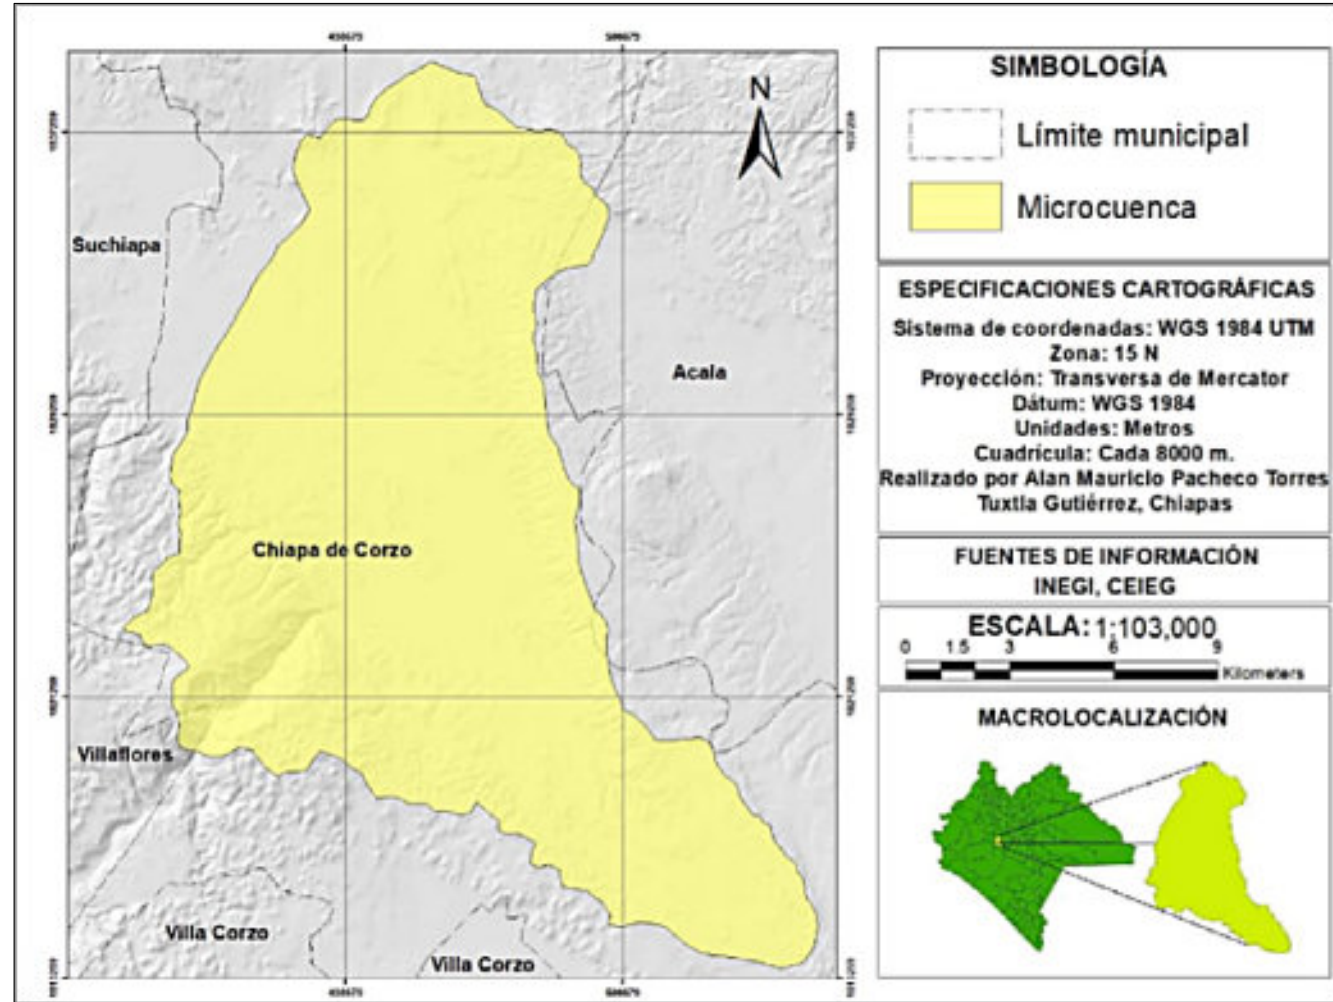 N
Suchiapa
Acala
Chiapa de Corzo
Villaflores
Villa Corzo
Villa Corzo
SIMBOLOGÍA
Límite municipal
Microcuenca
ESPECIFICACIONES CARTOGRÁFICAS
Sistema de coordenadas: WGS 1984 UTM
Zona: 15 N
Proyección: Transversa de Mercator
Dátum: WGS 1984
Unidades: Metros
Cuadrícula: Cada 8000 m.
Realizado por Alan Mauricio Pacheco Torres
Tuxtla Gutiérrez, Chiapas
FUENTES DE INFORMACIÓN
INEGI, CEIEG
ESCALA: 1:103,000
0 1.5 3 6 9
Kilometers
MACROLOCALIZACIÓN